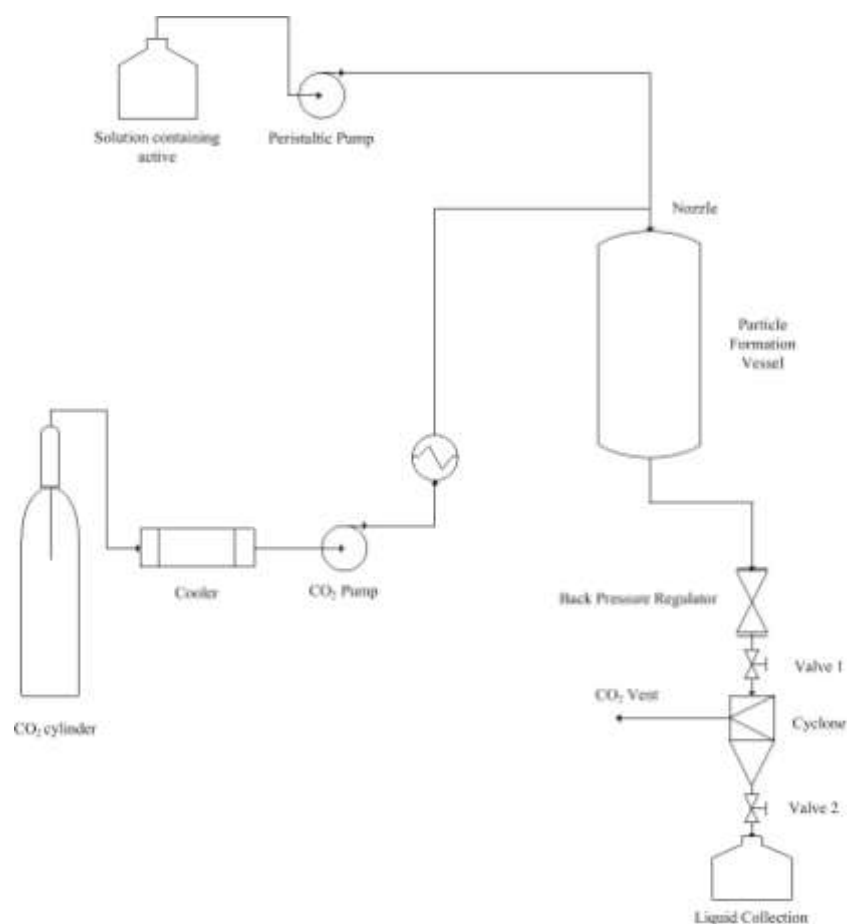 Solution containing
active
Peristaltic Pump
Nozzle
Particle
Formation
Vessel
Cooler
CO₂ Pump
Back Pressure Regulator
Valve 1
CO₂ Vent
Cyclone
CO₂ cylinder
Valve 2
Liquid Collection